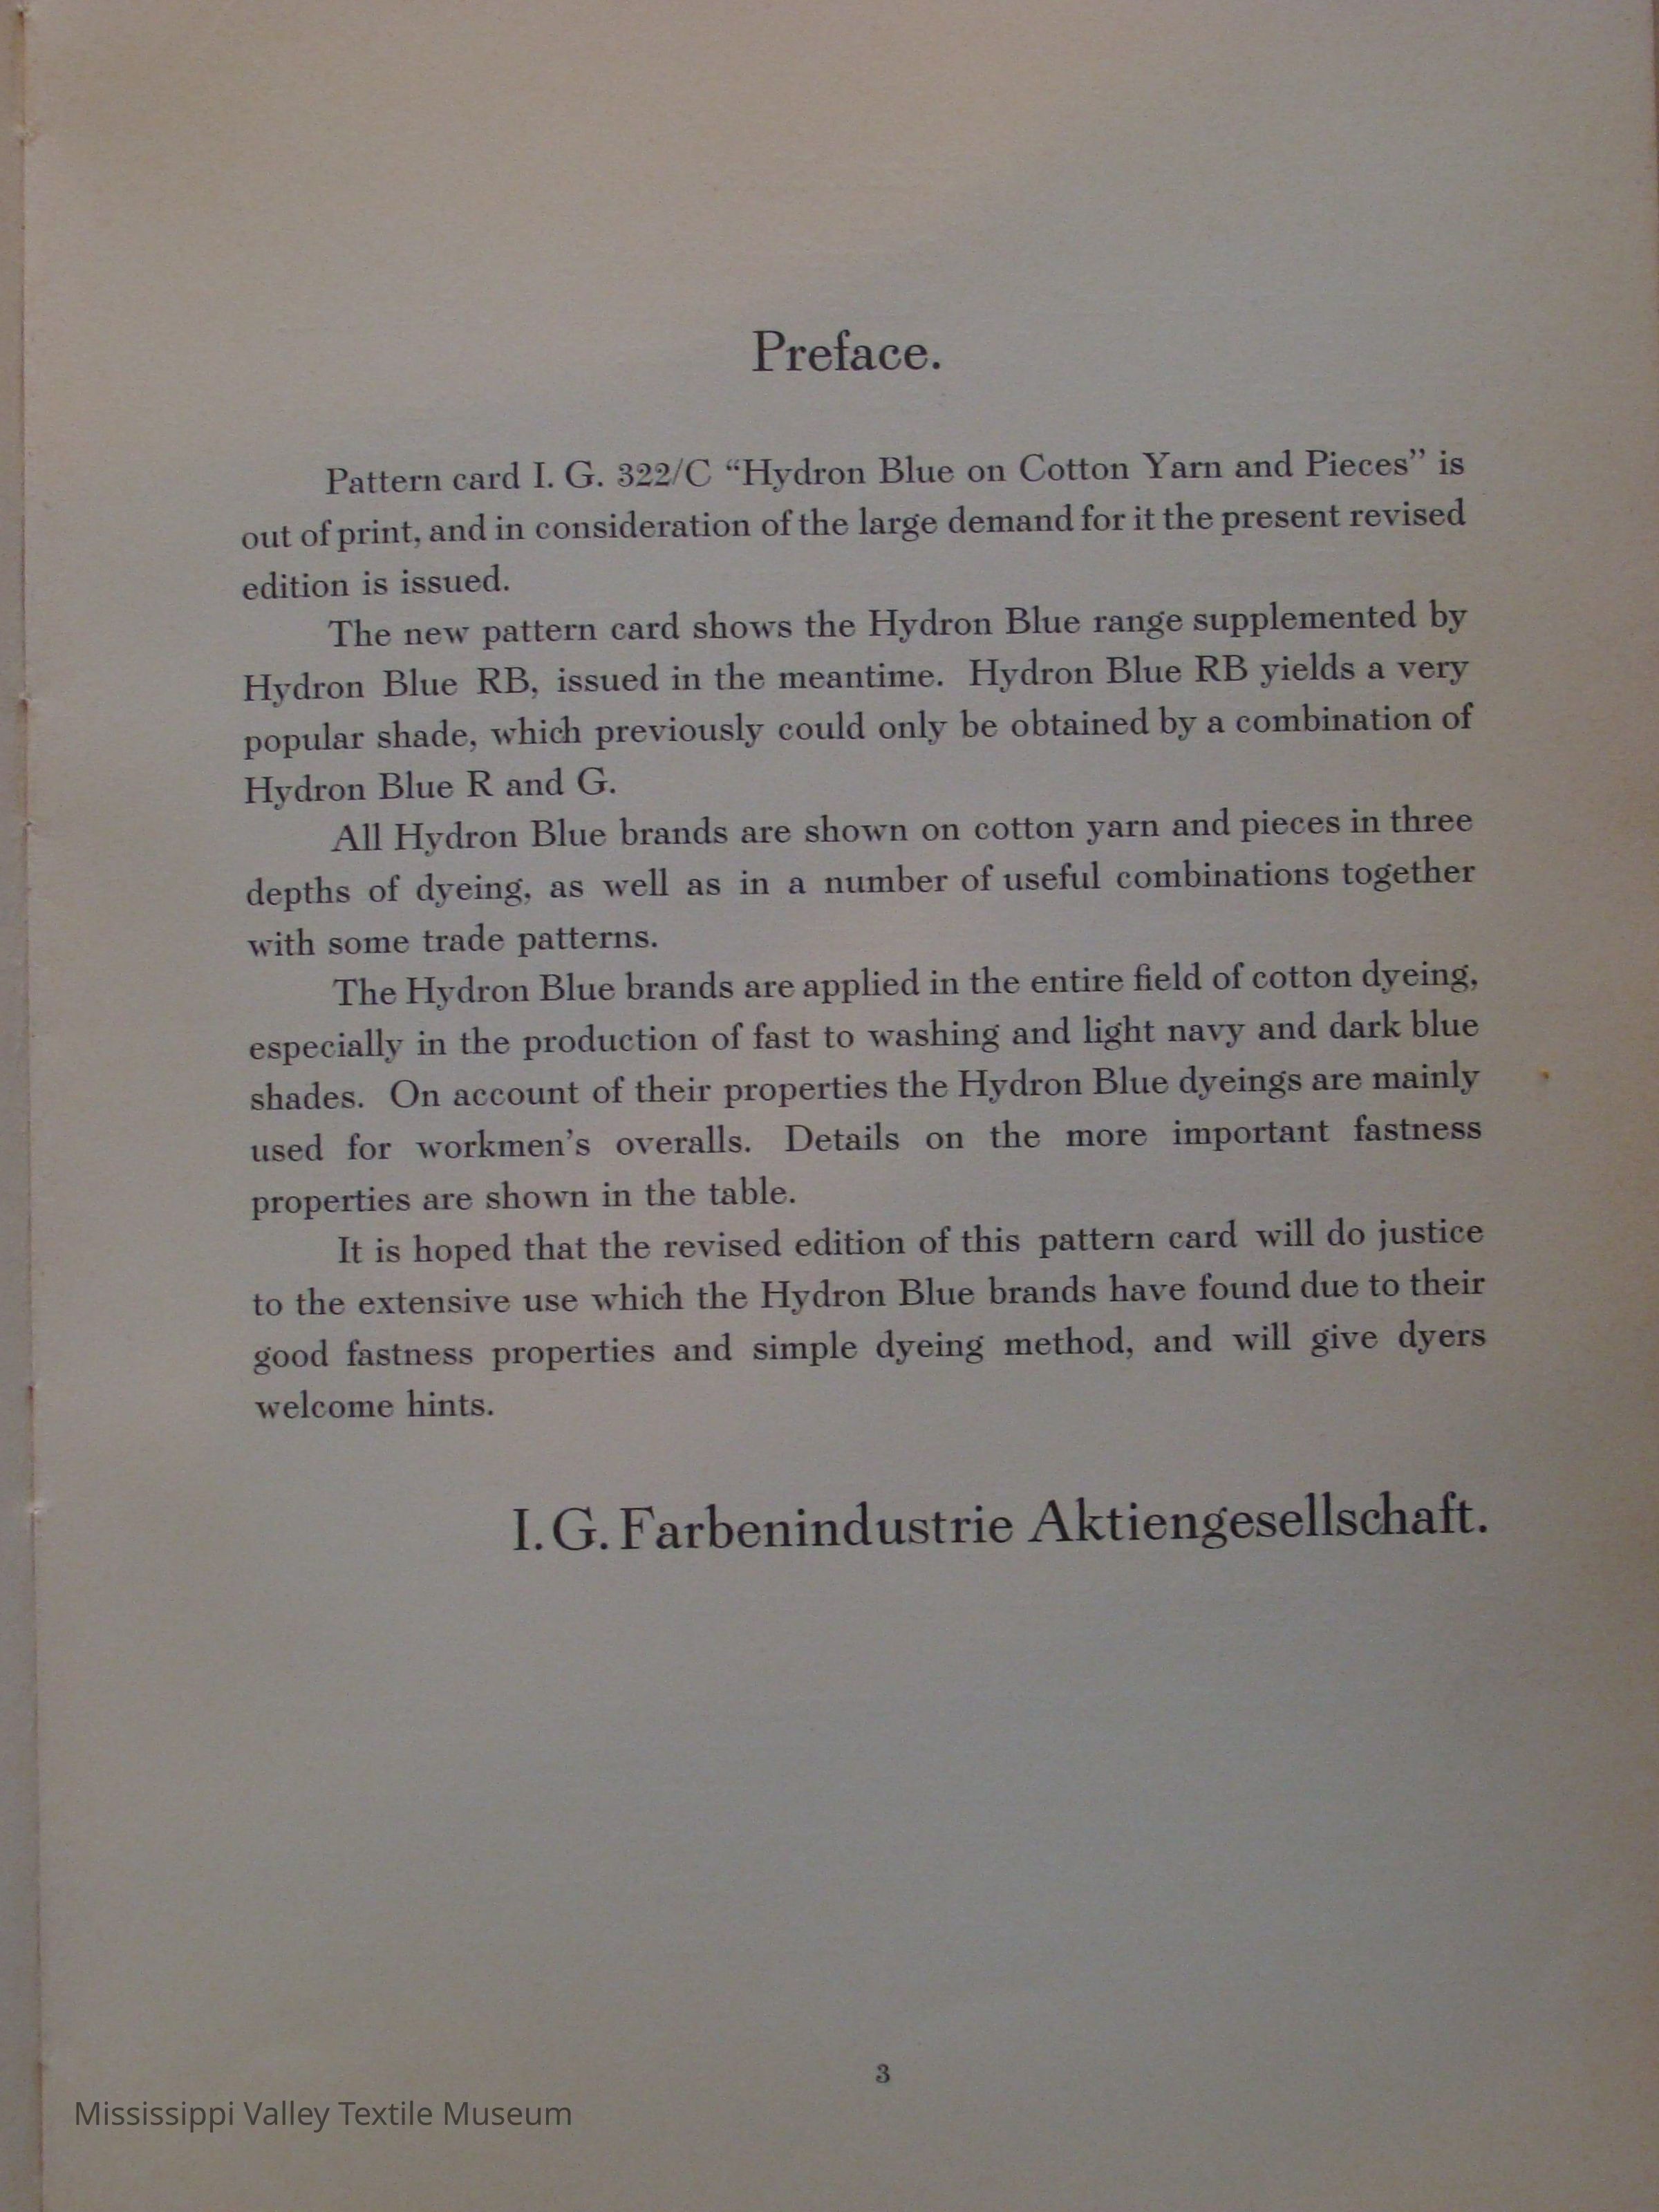 Preface.
Pattern card I. G. 322/C “Hydron Blue on Cotton Yarn and Pieces” is
out of print, and in consideration of the large demand for it the present revised
edition is issued.
The new pattern card shows the Hydron Blue range supplemented by
Hydron Blue RB, issued in the meantime. Hydron Blue RB yields a very
popular shade, which previously could only be obtained by a combination of
Hydron Blue R and G.
All Hydron Blue brands are shown on cotton yarn and pieces in three
depths of dyeing, as well as in a number of useful combinations together
with some trade patterns.
The Hydron Blue brands are applied in the entire field of cotton dyeing,
especially in the production of fast to washing and light navy and dark blue
shades. On account of their properties the Hydron Blue dyeings are mainly
used for workmen’s overalls. Details on the more important fastness
properties are shown in the table.
It is hoped that the revised edition of this pattern card will do justice
to the extensive use which the Hydron Blue brands have found due to their
good fastness properties and simple dyeing method, and will give dyers
welcome hints.
I. G. Farbenindustrie Aktiengesellschaft.
3
Mississippi Valley Textile Museum